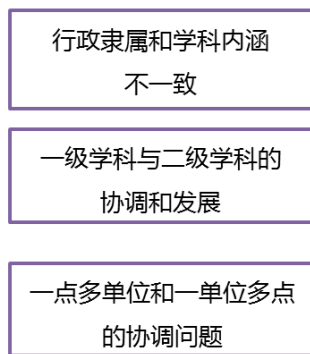 行政隶属和学科内涵
不一致
一级学科与二级学科的
协调和发展
一点多单位和一单位多点
的协调问题